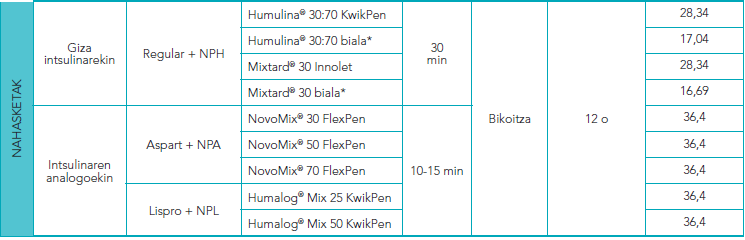 NAHASKETAK
Giza
intsulinarekin
Regular + NPH
Humulina® 30:70 KwikPen
Humulina® 30:70 biala*
Mixtard® 30 Innolet
Mixtard® 30 biala*
30
min
28,34
17,04
28,34
16,69
Intsulinaren
analogoekin
Aspart + NPA
NovoMix® 30 FlexPen
NovoMix® 50 FlexPen
NovoMix® 70 FlexPen
Lispro + NPL
Humalog® Mix 25 KwikPen
Humalog® Mix 50 KwikPen
10-15 min
Bikoitza
12 o
36,4
36,4
36,4
36,4
36,4